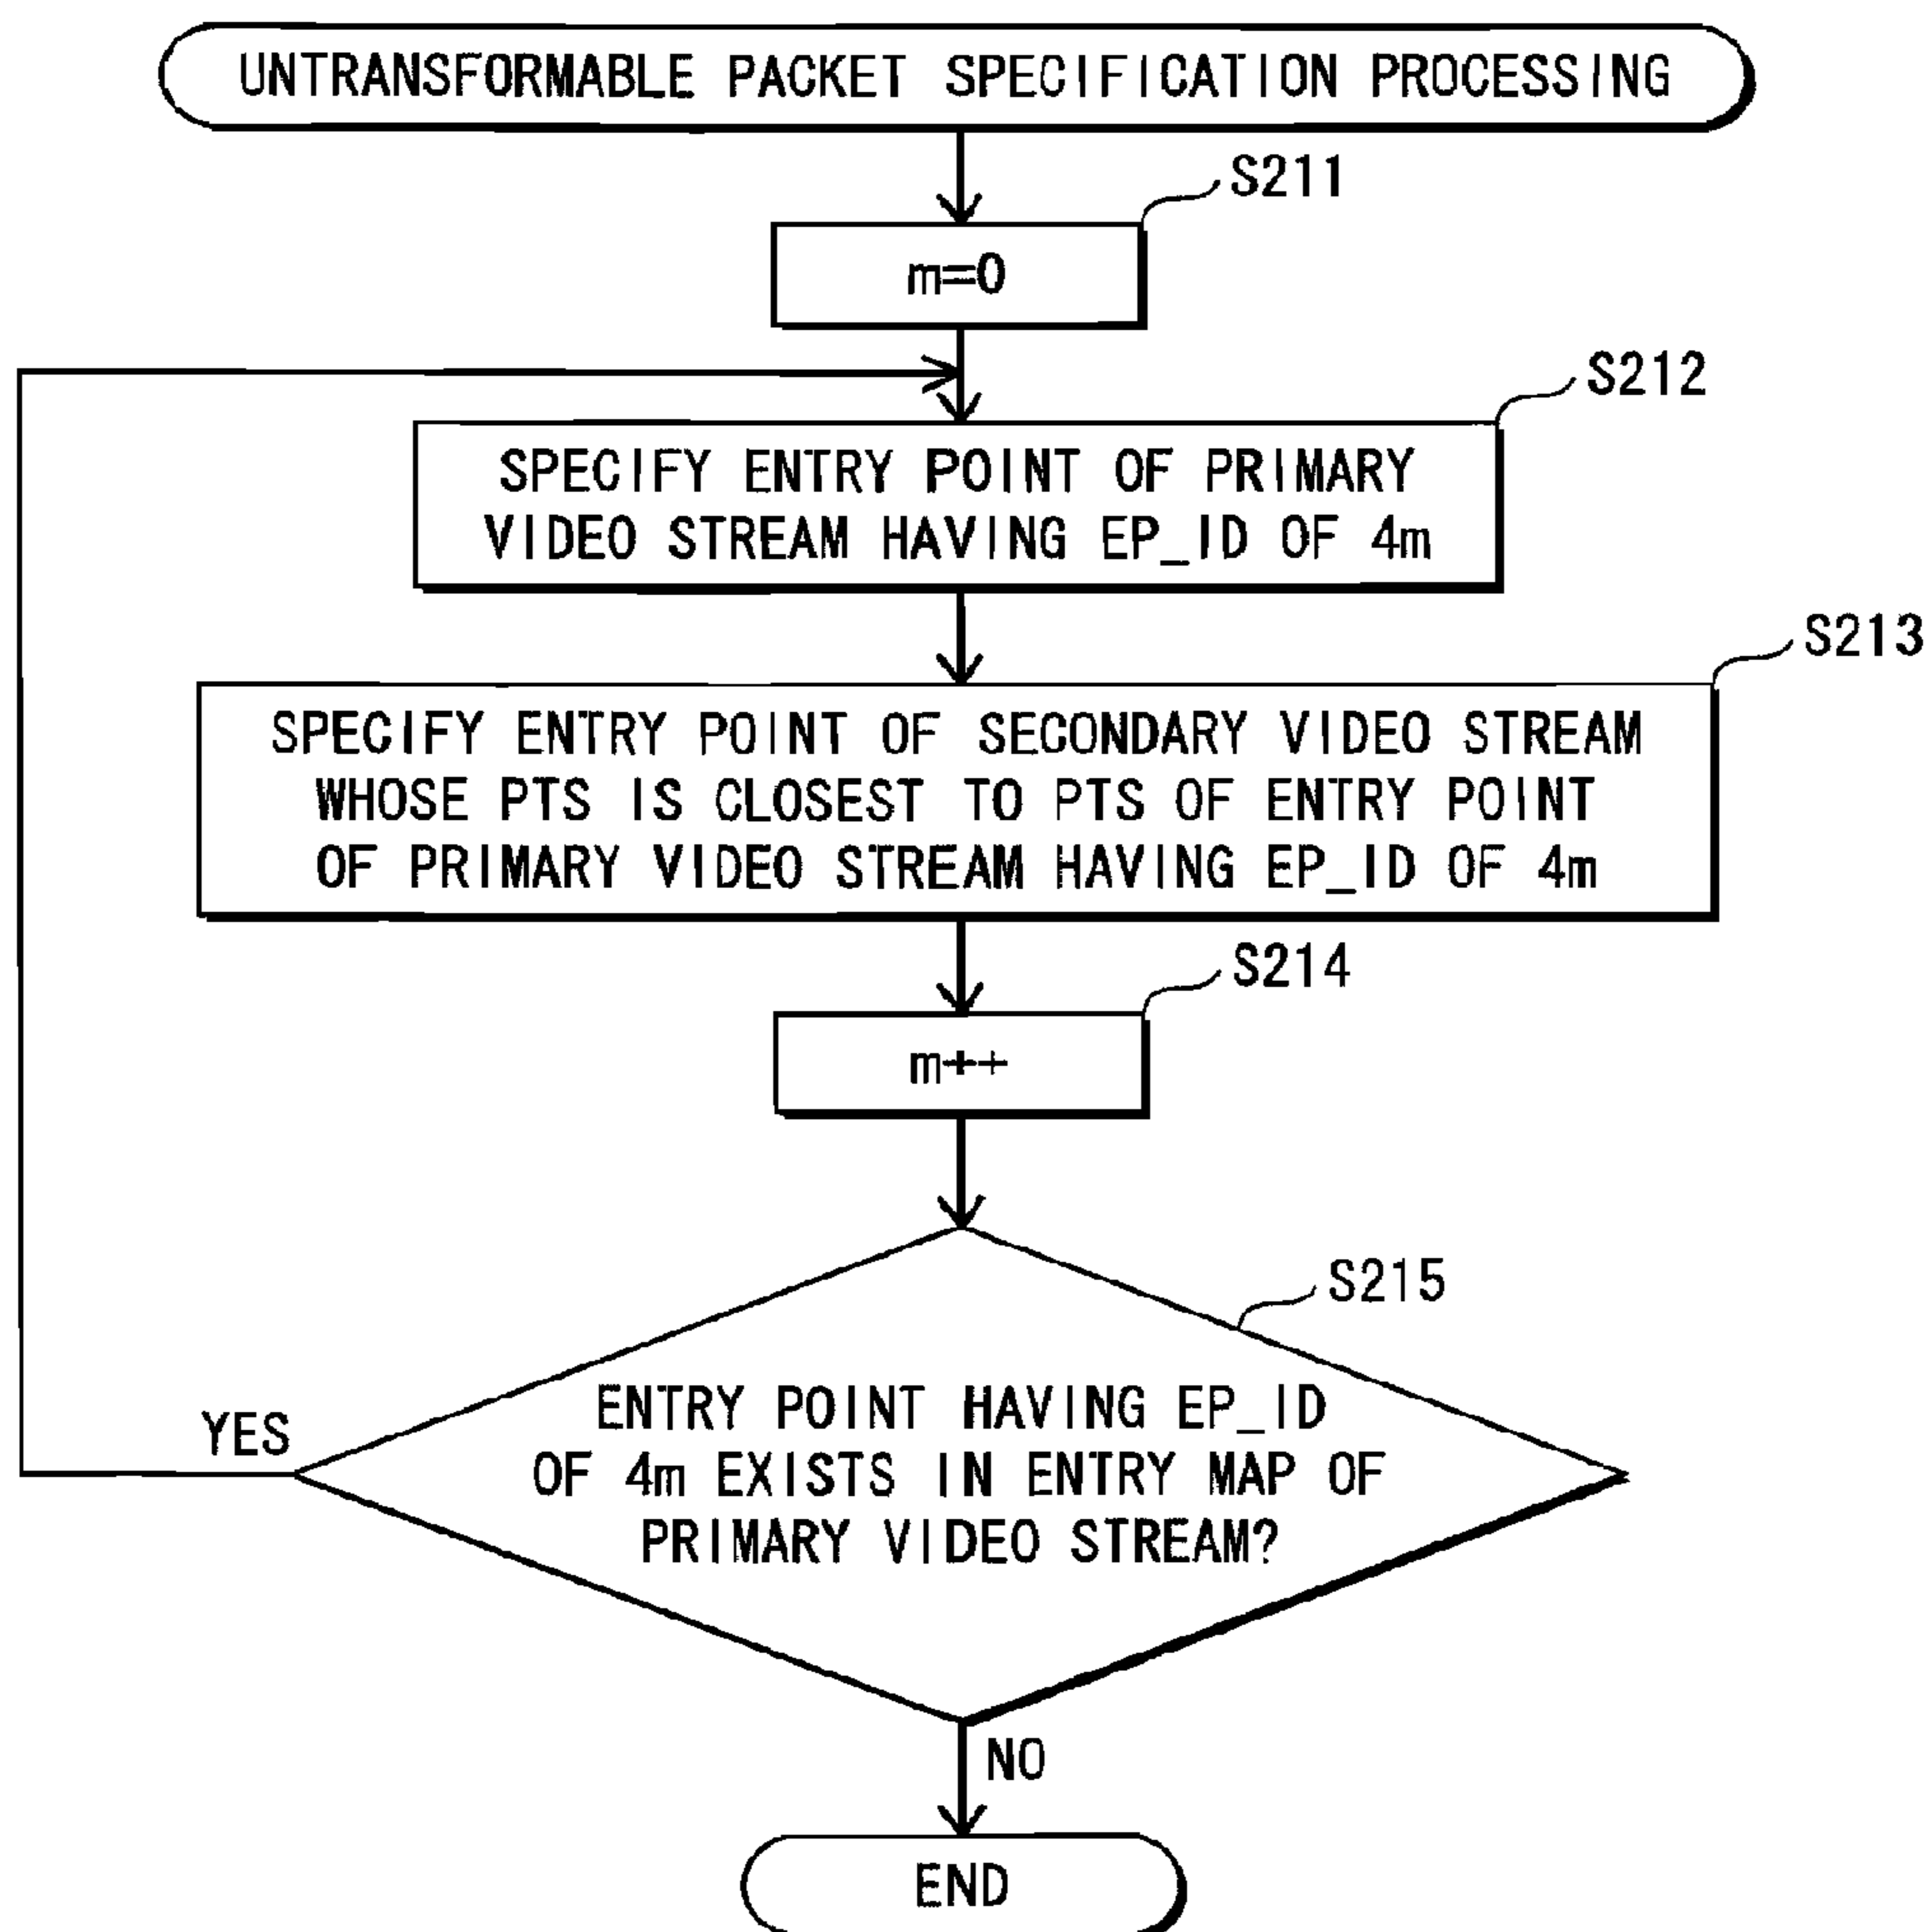 UNTRANSFORMABLE PACKET SPECIFICATION PROCESSING
S211
m=0
S212
SPECIFY ENTRY POINT OF PRIMARY
VIDEO STREAM HAVING EP_ID OF 4m
S213
SPECIFY ENTRY POINT OF SECONDARY VIDEO STREAM
WHOSE PTS IS CLOSEST TO PTS OF ENTRY POINT
OF PRIMARY VIDEO STREAM HAVING EP_ID OF 4m
S214
m++
S215
ENTRY POINT HAVING EP_ID
OF 4m EXISTS IN ENTRY MAP OF
PRIMARY VIDEO STREAM?
YES
NO
END